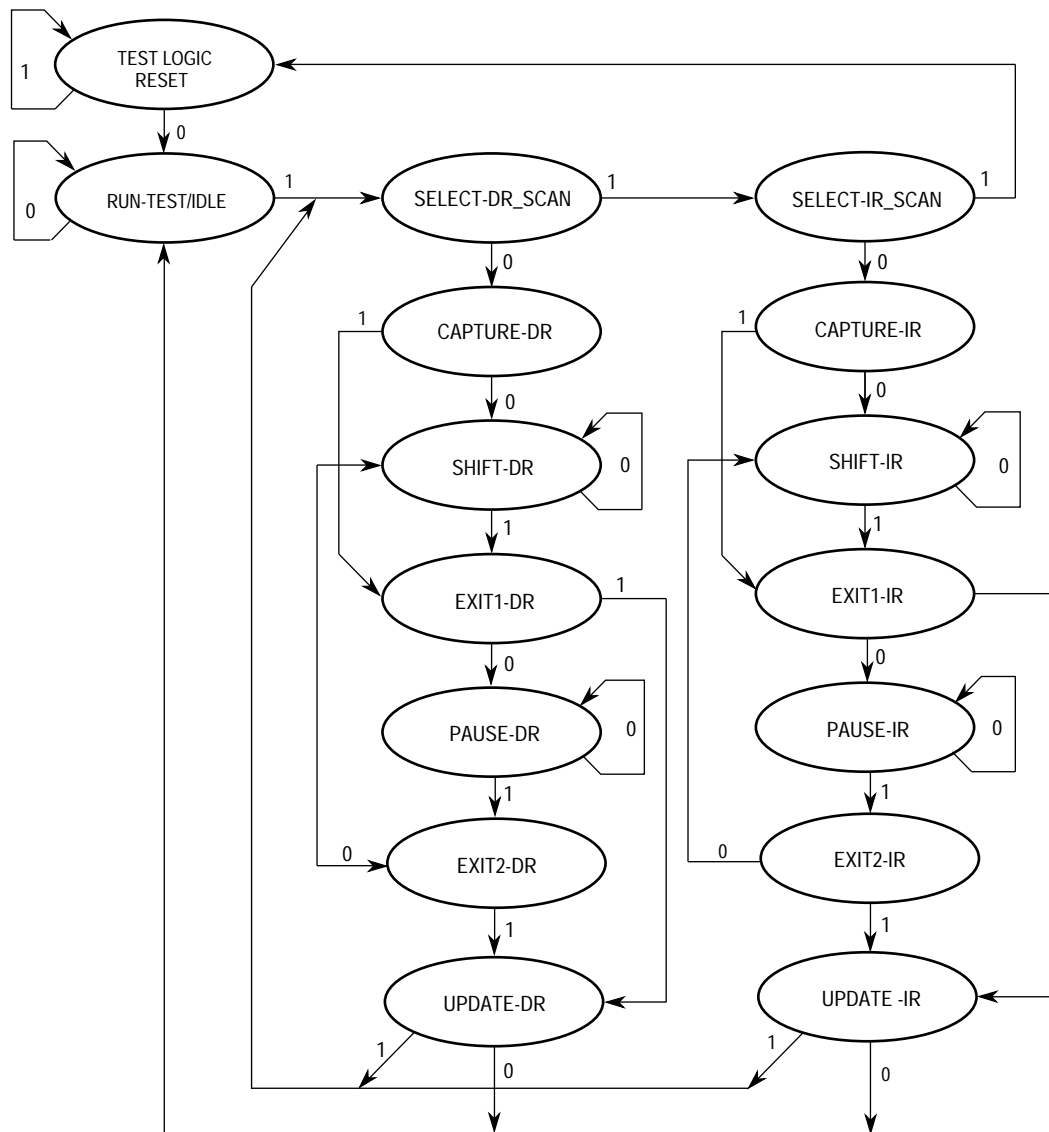 TEST LOGIC
RESET
1
0
RUN-TEST/IDLE
0
1
SELECT-DR_SCAN
1
SELECT-IR_SCAN
1
0
0
1
CAPTURE-DR
1
CAPTURE-IR
0
0
SHIFT-DR
0
SHIFT-IR
0
1
1
EXIT1-DR
1
EXIT1-IR
0
0
PAUSE-DR
0
PAUSE-IR
0
1
1
0
EXIT2-DR
0
EXIT2-IR
1
1
UPDATE-DR
UPDATE -IR
1
0
1
0